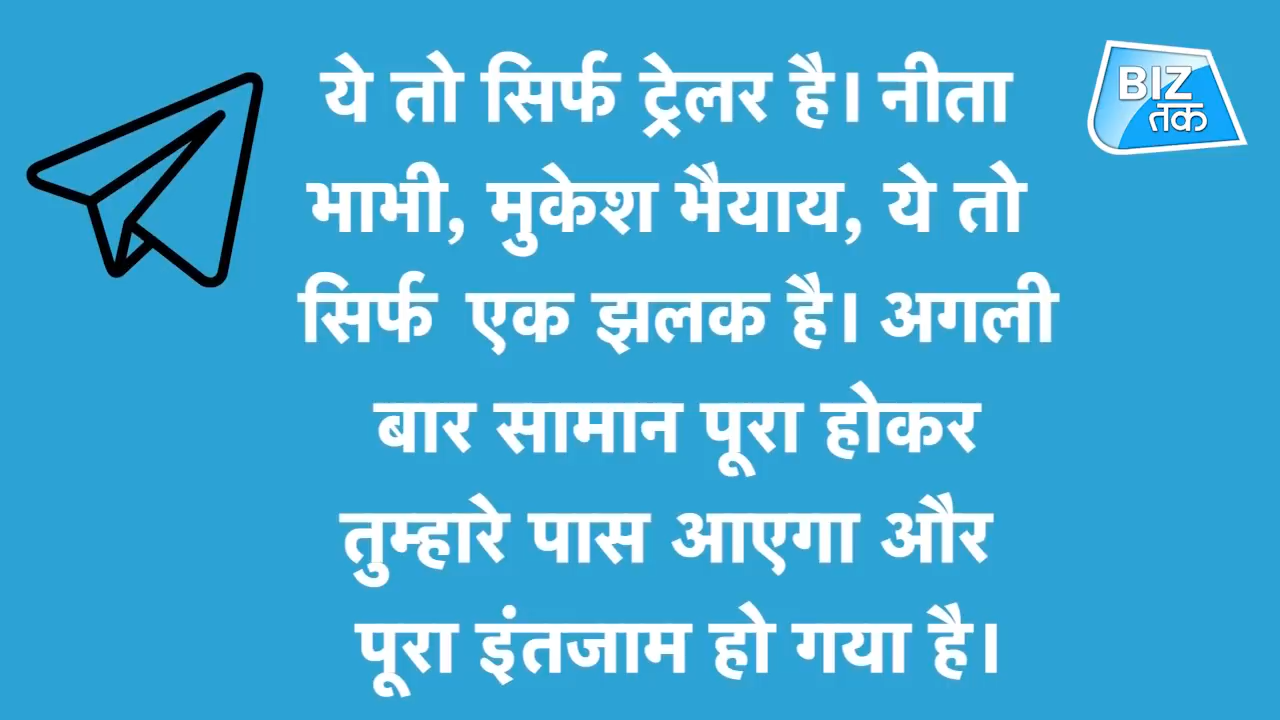 ये तो सिर्फ ट्रेलर है। नीता
भाभी, मुकेश भैयाय, ये तो
सिर्फ एक झलक है। अगली
बार सामान पूरा होकर
तुम्हारे पास आएगा और
पूरा इंतजाम हो गया है।
BIZ
तक